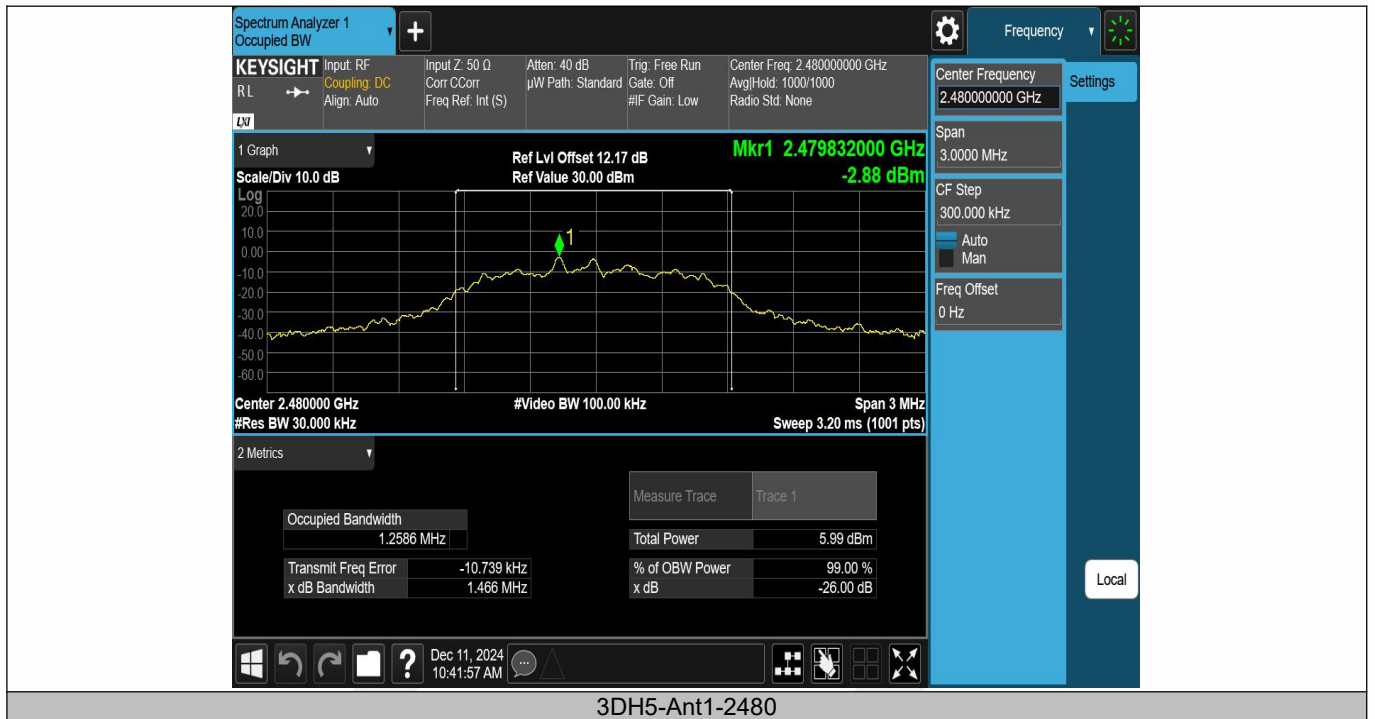 Spectrum Analyzer 1
Occupied BW
Frequency
KEYSIGHT
R L
LXI
Input: RF
Coupling: DC
Align: Auto
Input Z: 50 Ω
Corr CCorr
Freq Ref: Int (S)
Atten: 40 dB
µW Path: Standard
Trig: Free Run
Gate: Off
#IF Gain: Low
Center Freq: 2.480000000 GHz
Avg|Hold: 1000/1000
Radio Std: None
Center Frequency
2.480000000 GHz
Settings
Span
3.0000 MHz
CF Step
300.000 kHz
Auto
Man
Freq Offset
0 Hz
Local
1 Graph
Scale/Div 10.0 dB
Ref Lvl Offset 12.17 dB
Ref Value 30.00 dBm
Mkr1 2.479832000 GHz
-2.88 dBm
Log
20.0
10.0
0.00
-10.0
-20.0
-30.0
-40.0
-50.0
-60.0
1
Center 2.480000 GHz
#Res BW 30.000 kHz
#Video BW 100.00 kHz
Span 3 MHz
Sweep 3.20 ms (1001 pts)
2 Metrics
Measure Trace Trace 1
Occupied Bandwidth
1.2586 MHz
Total Power 5.99 dBm
Transmit Freq Error -10.739 kHz
% of OBW Power 99.00 %
x dB Bandwidth 1.466 MHz
x dB -26.00 dB
?
Dec 11, 2024
10:41:57 AM
3DH5-Ant1-2480